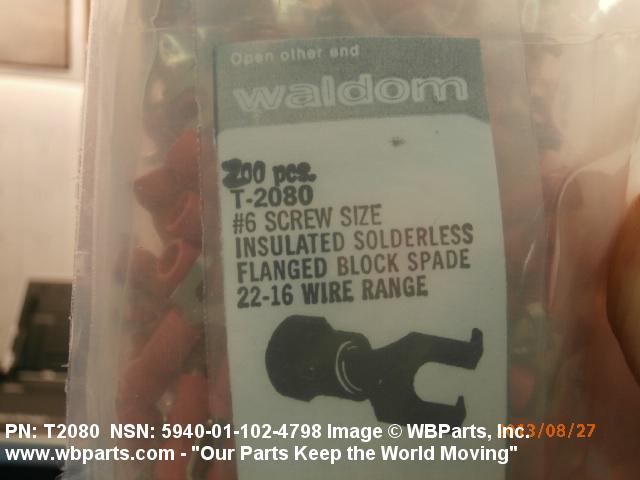 Open other end
waldom
200 pcs.
T-2080
#6 SCREW SIZE
INSULATED SOLDERLESS
FLANGED BLOCK SPADE
22-16 WIRE RANGE
PN: T2080 NSN: 5940-01-102-4798 Image © WBParts, Inc.
/08/27
www.wbparts.com - "Our Parts Keep the World Moving"